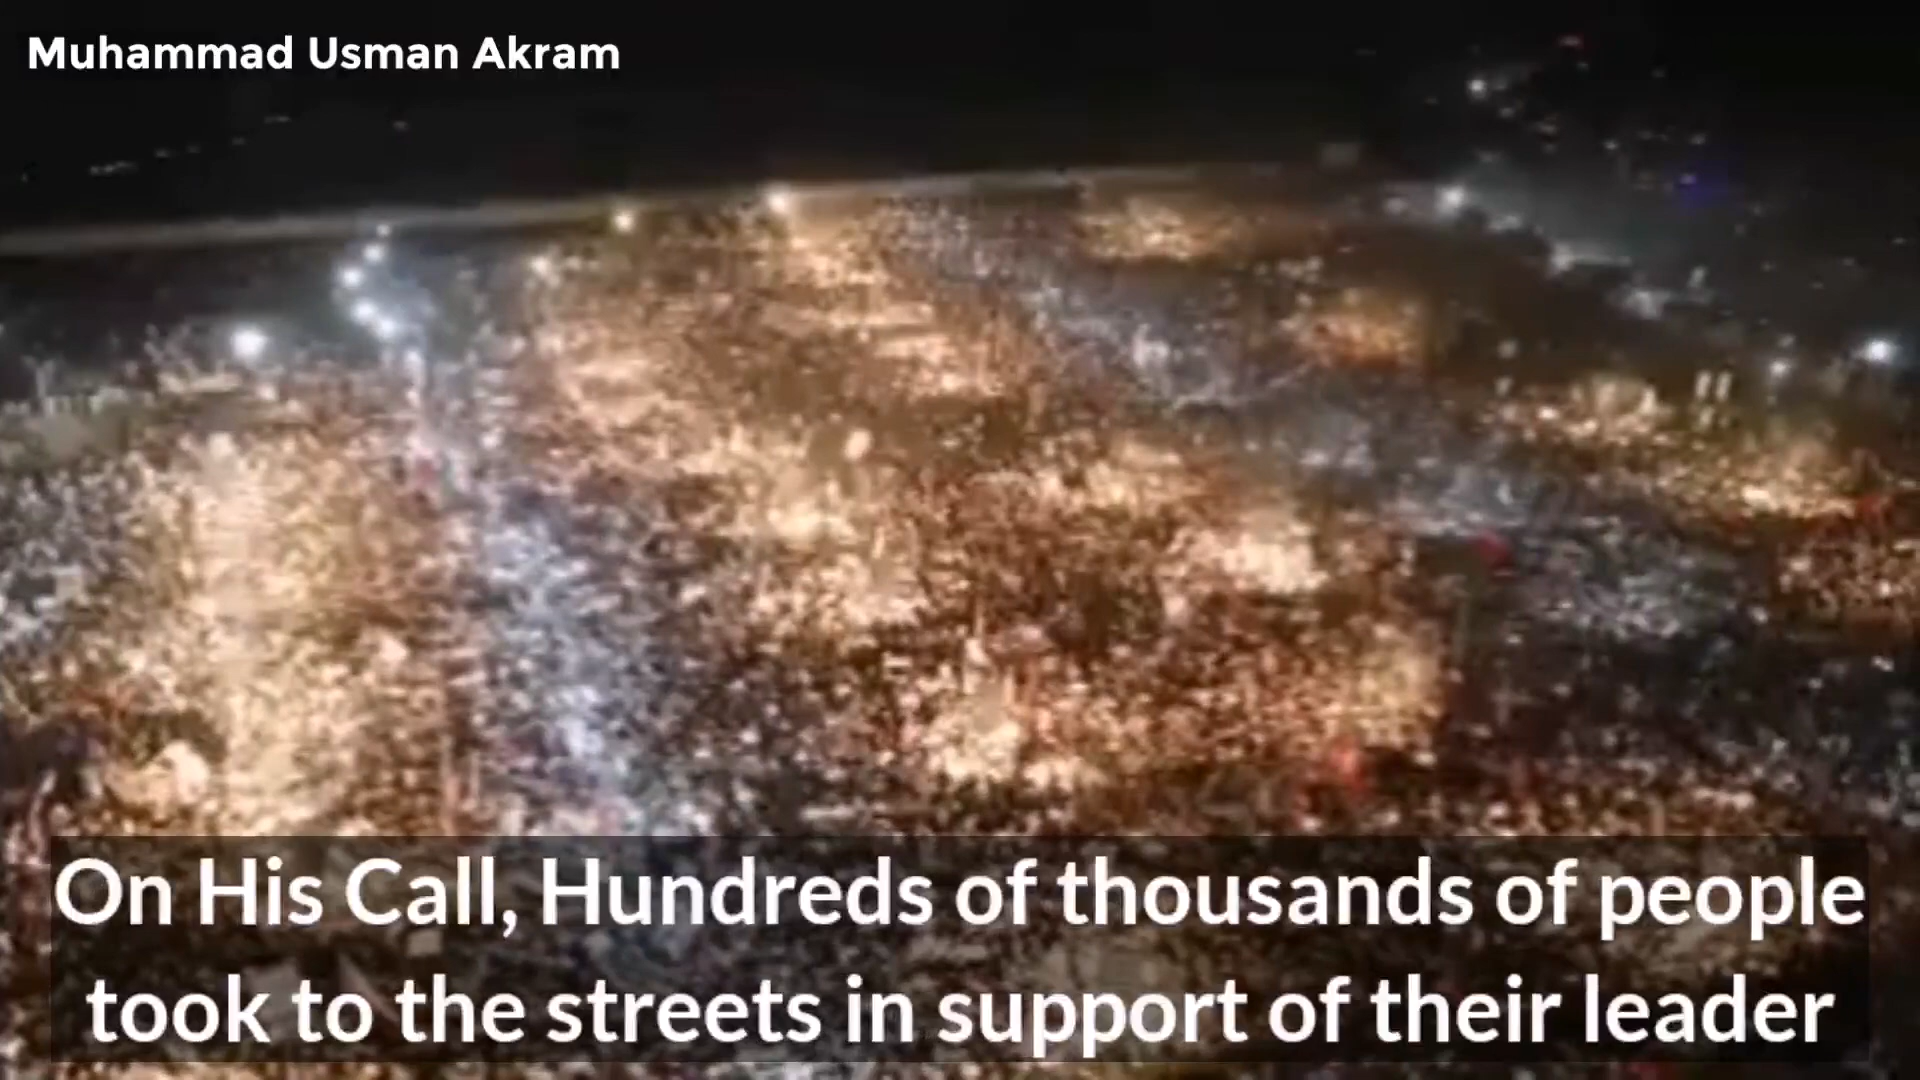 Muhammad Usman Akram
On His Call, Hundreds of thousands of people
took to the streets in support of their leader